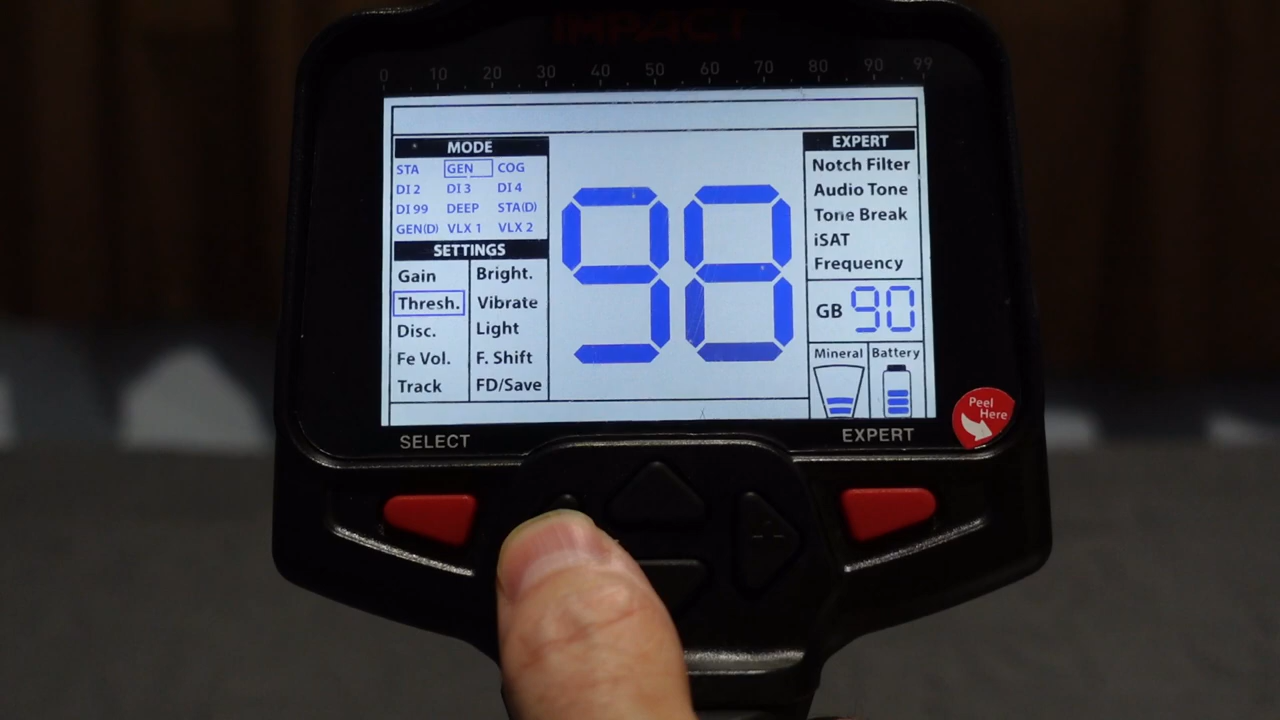 IMPACT
0 10 20 30 40 50 60 70 80 90 99
MODE
STA GEN COG
DI 2 DI 3 DI 4
DI 99 DEEP STA(D)
GEN(D) VLX 1 VLX 2
SETTINGS
Gain Bright.
Thresh. Vibrate
Disc. Light
Fe Vol. F. Shift
Track FD/Save
98
EXPERT
Notch Filter
Audio Tone
Tone Break
iSAT
Frequency
GB 90
Mineral Battery
Peel
Here
SELECT EXPERT